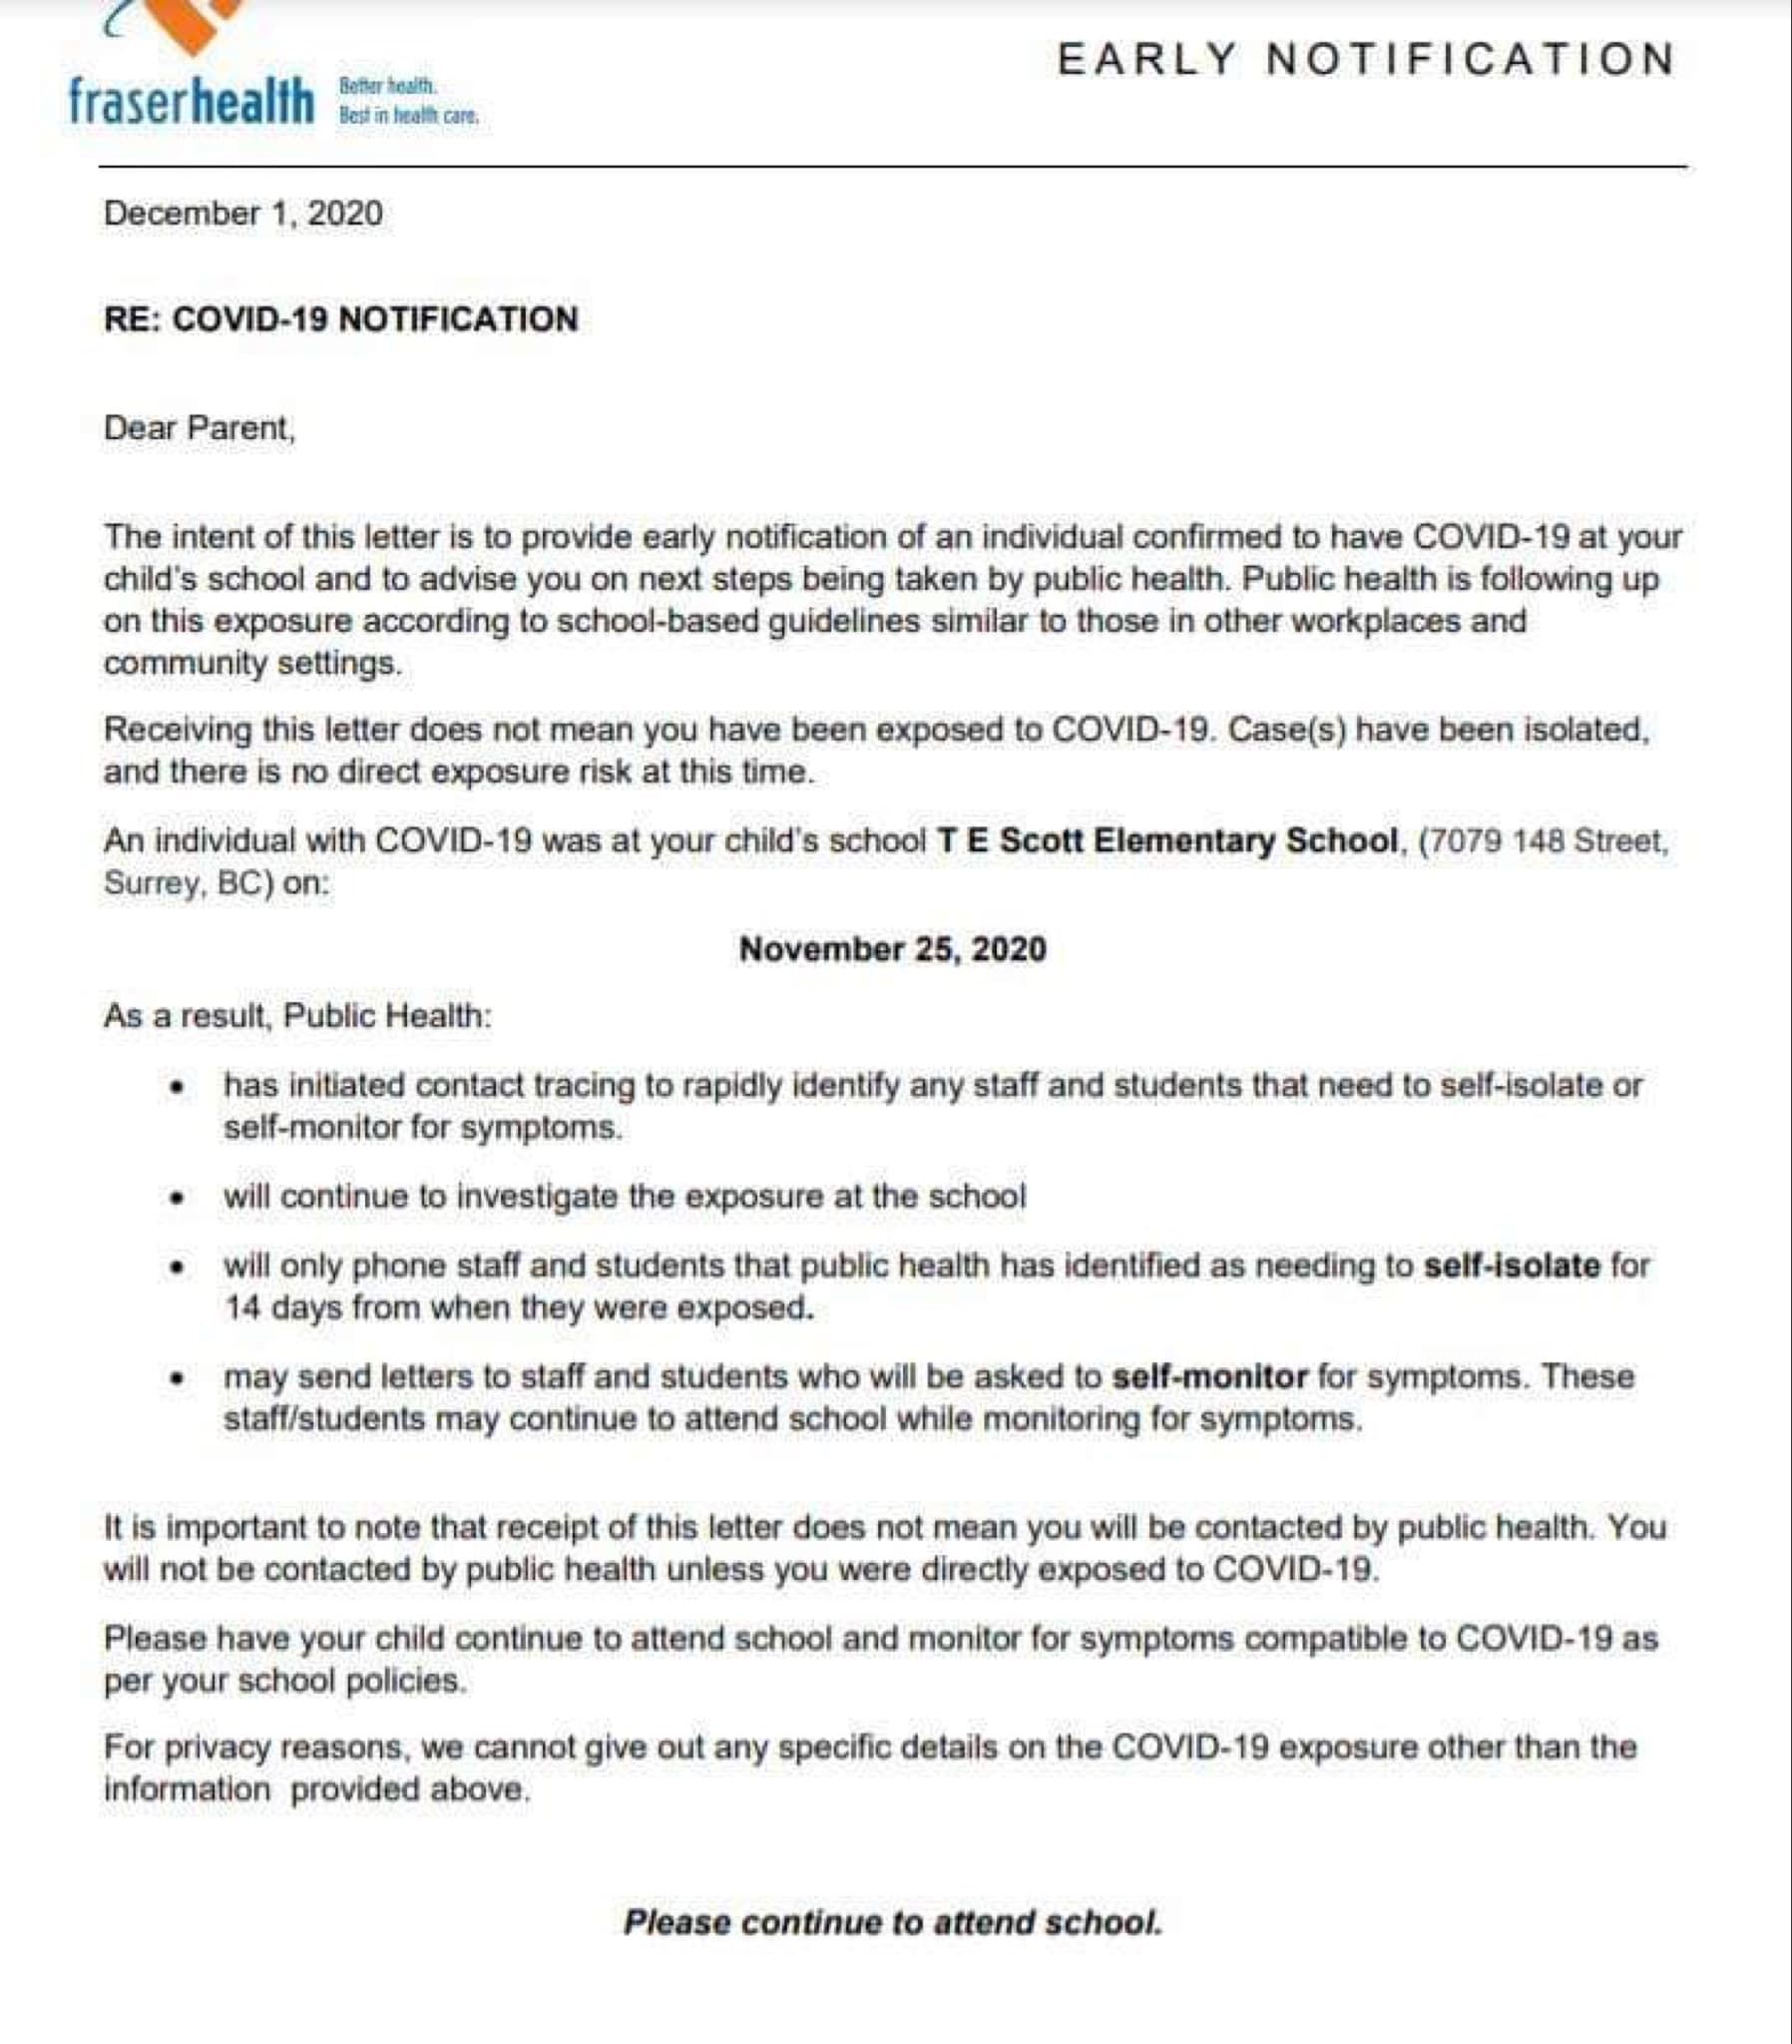 EARLY NOTIFICATION
fraserhealth
Better health.
Best in health care.
December 1, 2020
RE: COVID-19 NOTIFICATION
Dear Parent,
The intent of this letter is to provide early notification of an individual confirmed to have COVID-19 at your
child's school and to advise you on next steps being taken by public health. Public health is following up
on this exposure according to school-based guidelines similar to those in other workplaces and
community settings.
Receiving this letter does not mean you have been exposed to COVID-19. Case(s) have been isolated,
and there is no direct exposure risk at this time.
An individual with COVID-19 was at your child's school T E Scott Elementary School, (7079 148 Street,
Surrey, BC) on:
November 25, 2020
As a result, Public Health:
• has initiated contact tracing to rapidly identify any staff and students that need to self-isolate or
self-monitor for symptoms.
• will continue to investigate the exposure at the school
• will only phone staff and students that public health has identified as needing to self-isolate for
14 days from when they were exposed.
• may send letters to staff and students who will be asked to self-monitor for symptoms. These
staff/students may continue to attend school while monitoring for symptoms.
It is important to note that receipt of this letter does not mean you will be contacted by public health. You
will not be contacted by public health unless you were directly exposed to COVID-19.
Please have your child continue to attend school and monitor for symptoms compatible to COVID-19 as
per your school policies.
For privacy reasons, we cannot give out any specific details on the COVID-19 exposure other than the
information provided above.
Please continue to attend school.